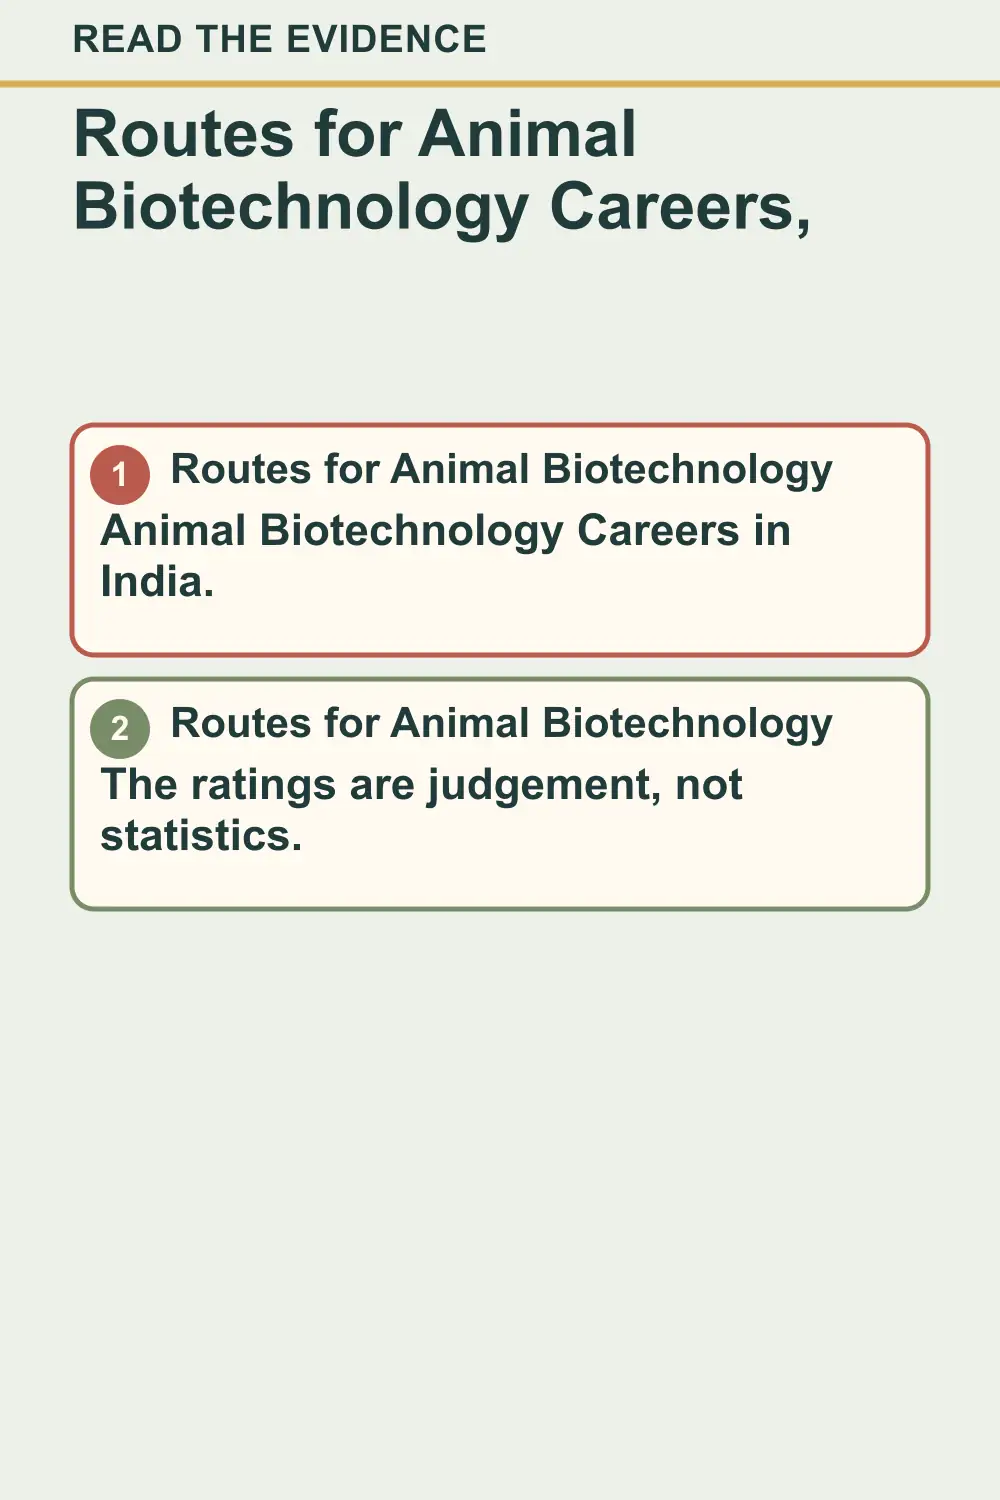 READ THE EVIDENCE
Routes for Animal
Biotechnology Careers,
1
Routes for Animal Biotechnology
Animal Biotechnology Careers in
India.
2
Routes for Animal Biotechnology
The ratings are judgement, not
statistics.